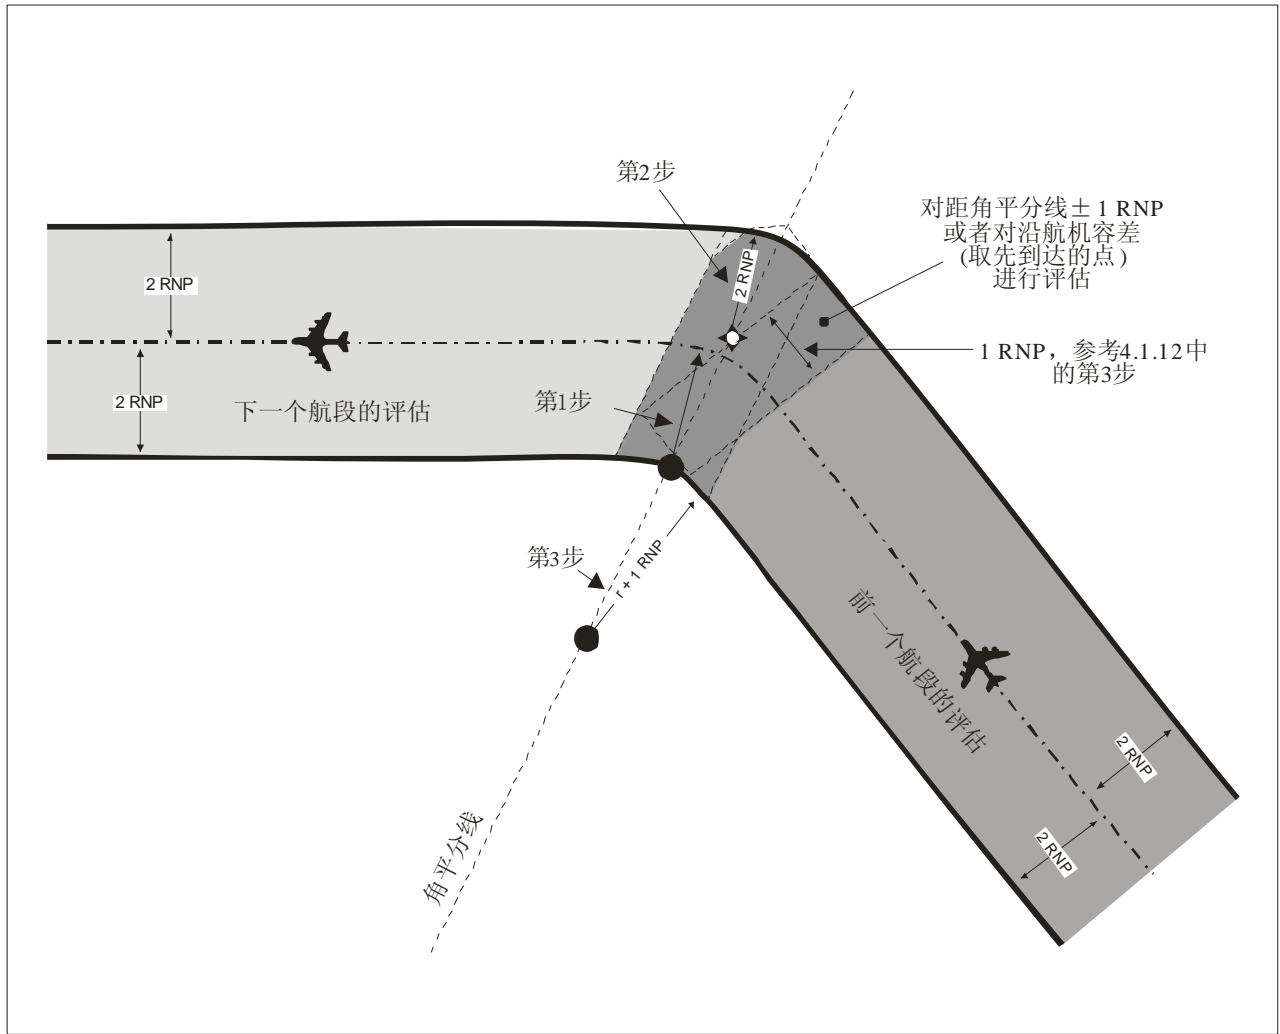 第2步
对距角平分线± 1 RNP
或者对沿航机容差
(取先到达的点)
进行评估
2 RNP
2 RNP
1 RNP，参考4.1.12中
的第3步
2 RNP
下一个航段的评估
第1步
第3步
r + 1 RNP
前一个航段的评估
2 RNP
2 RNP
角平分线